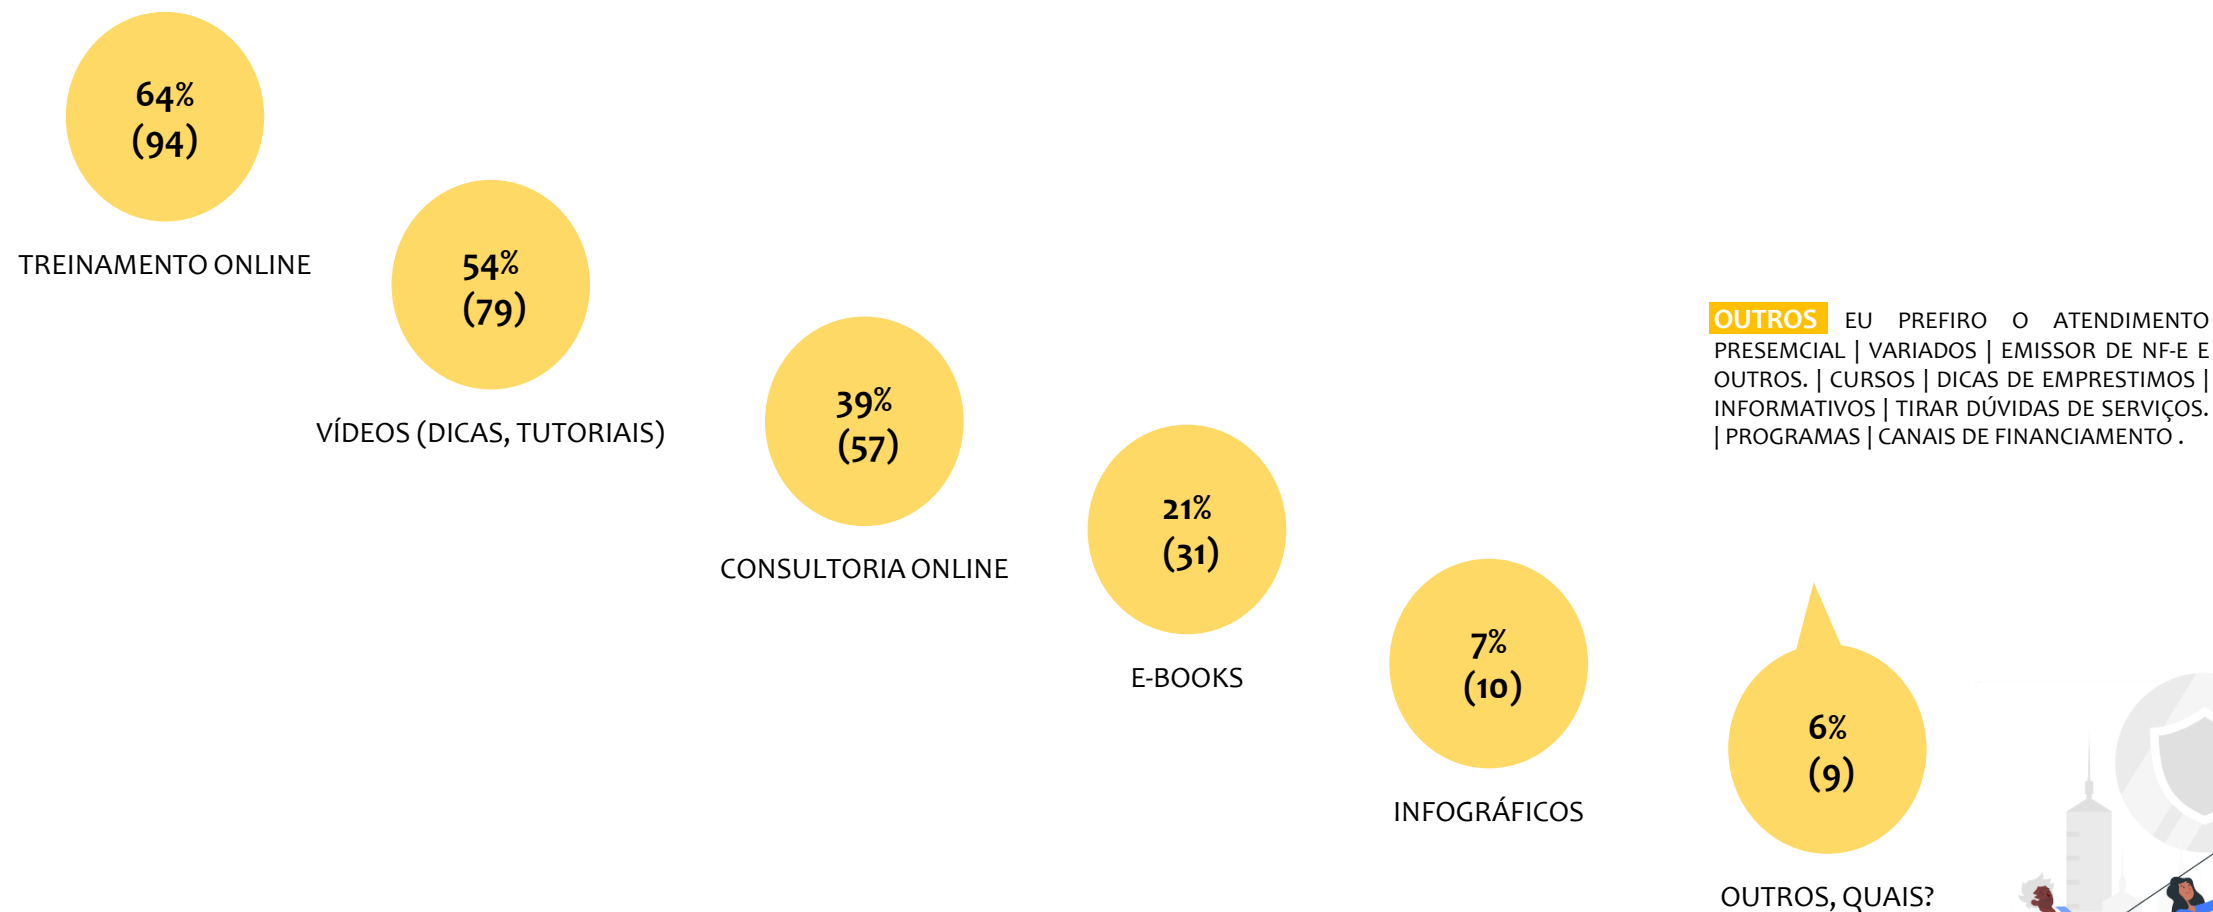 64%
(94)
TREINAMENTO ONLINE
54%
(79)
VÍDEOS (DICAS, TUTORIAIS)
39%
(57)
CONSULTORIA ONLINE
21%
(31)
E-BOOKS
7%
(10)
INFOGRÁFICOS
OUTROS EU PREFIRO O ATENDIMENTO
PRESEMCIAL | VARIADOS | EMISSOR DE NF-E E
OUTROS. | CURSOS | DICAS DE EMPRESTIMOS |
INFORMATIVOS | TIRAR DÚVIDAS DE SERVIÇOS.
| PROGRAMAS | CANAIS DE FINANCIAMENTO .
6%
(9)
OUTROS, QUAIS?